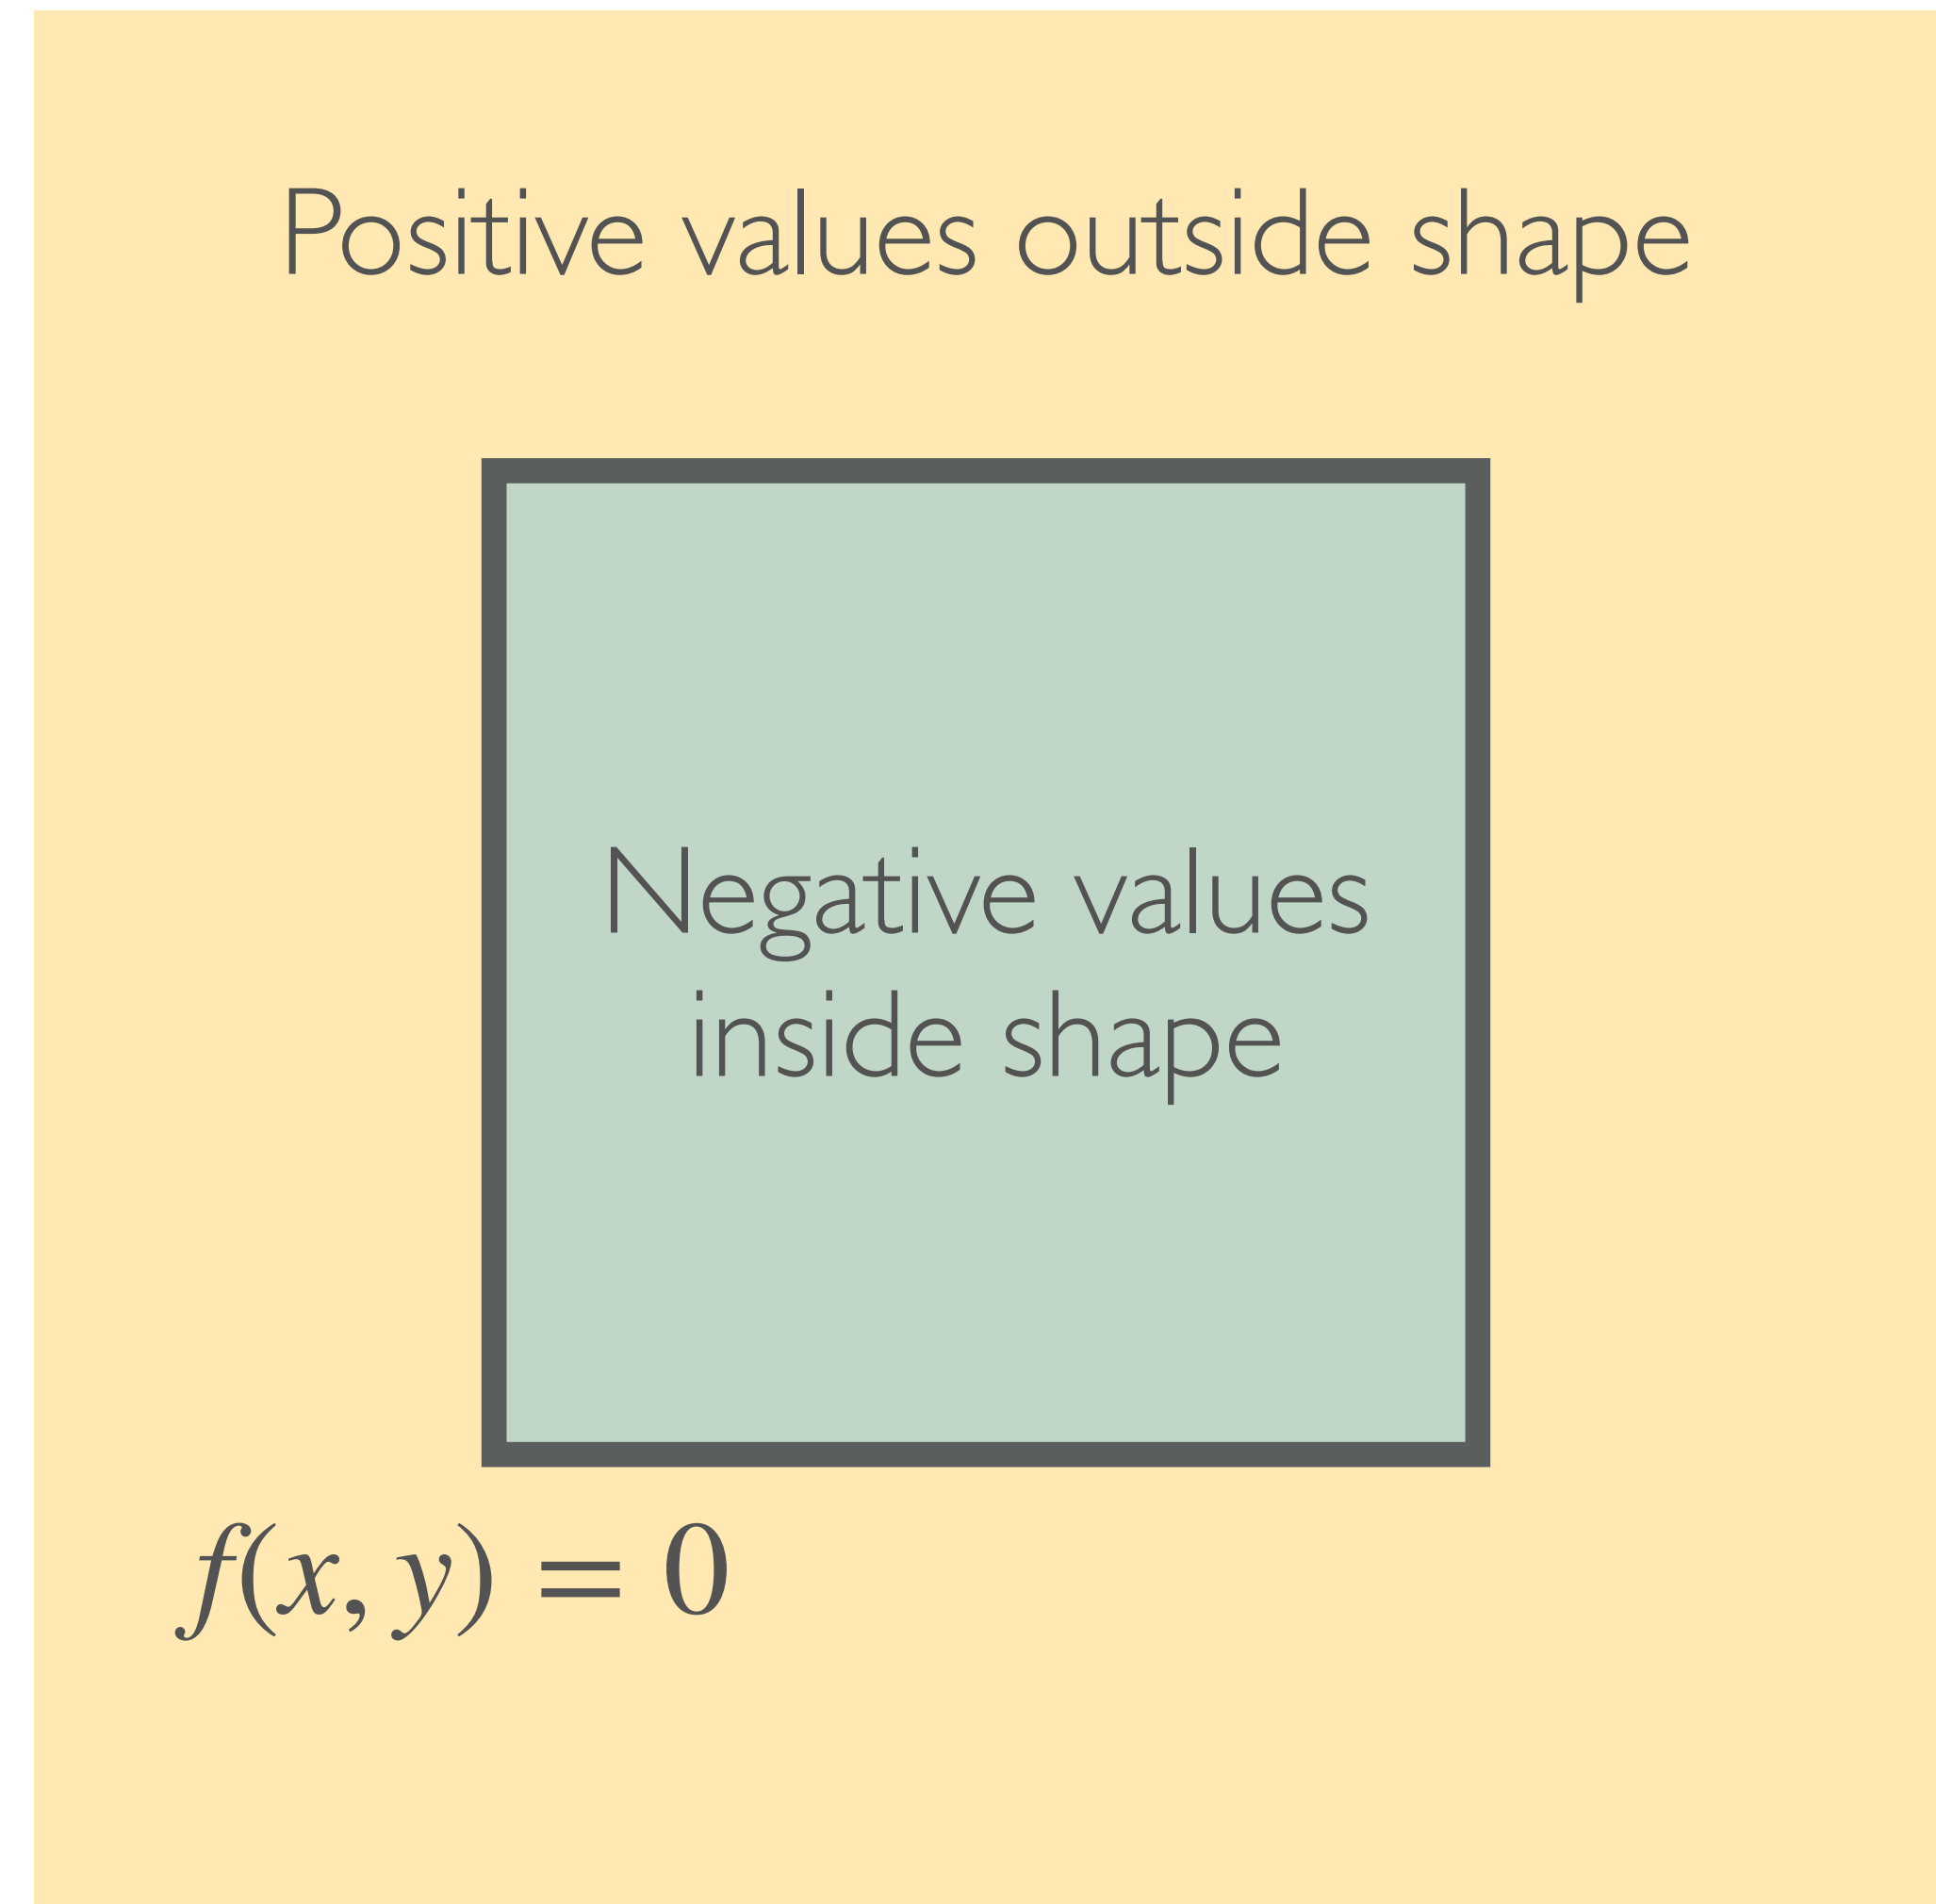 Positive values outside shape
Negative values
inside shape
f(x, y) = 0